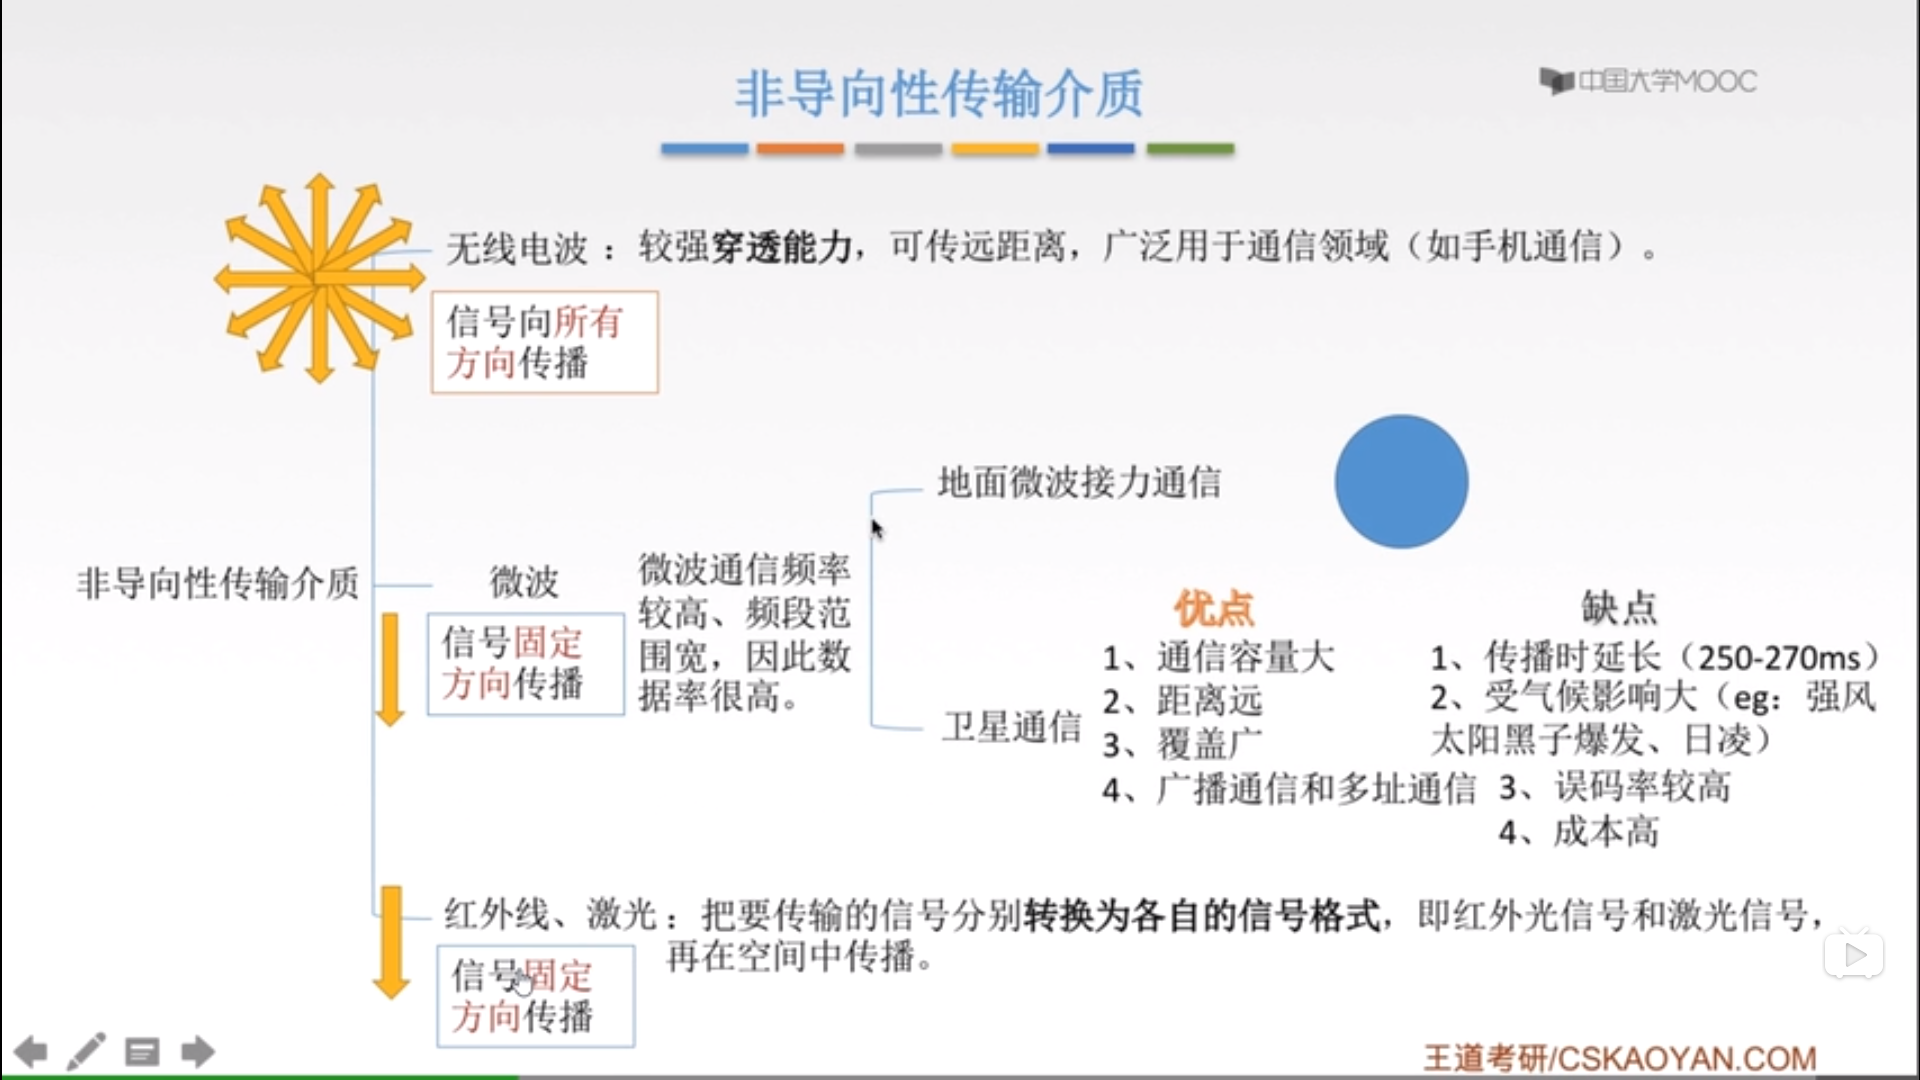 非导向性传输介质
中国大学MOOC
无线电波：较强穿透能力，可传远距离，广泛用于通信领域（如手机通信）。
信号向所有
方向传播
非导向性传输介质
微波
信号固定
方向传播
微波通信频率
较高、频段范
围宽，因此数
据率很高。
地面微波接力通信
卫星通信
优点
1、通信容量大
2、距离远
3、覆盖广
4、广播通信和多址通信
缺点
1、传播时延长（250-270ms）
2、受气候影响大（eg：强风
太阳黑子爆发、日凌）
3、误码率较高
4、成本高
红外线、激光：把要传输的信号分别转换为各自的信号格式，即红外光信号和激光信号，
再在空间中传播。
信号固定
方向传播
王道考研/CSKAOYAN.COM